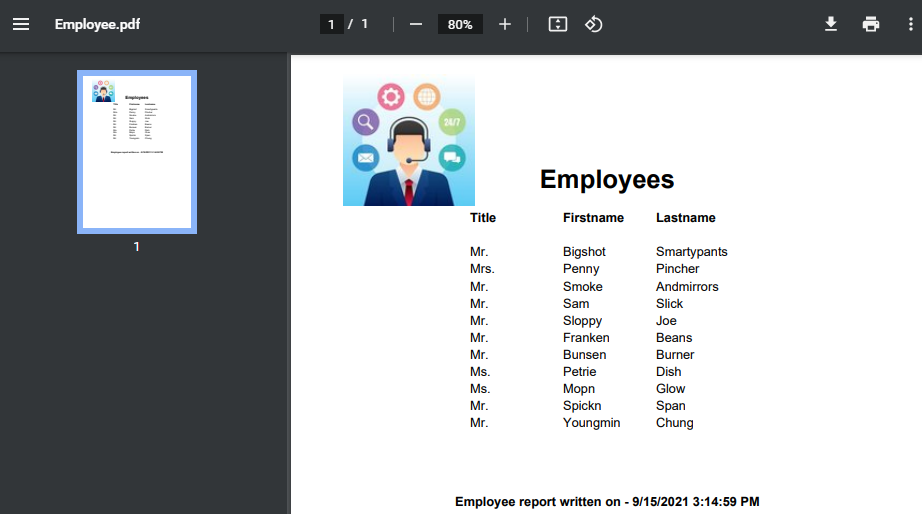 Employee.pdf
1 / 1
80%
1
24/7
Employees
Title Firstname Lastname
Mr. Bigshot Smartypants
Mrs. Penny Pincher
Mr. Smoke Andmirrors
Mr. Sam Slick
Mr. Sloppy Joe
Mr. Franken Beans
Mr. Bunsen Burner
Ms. Petrie Dish
Ms. Mopn Glow
Mr. Spickn Span
Mr. Youngmin Chung
Employee report written on - 9/15/2021 3:14:59 PM